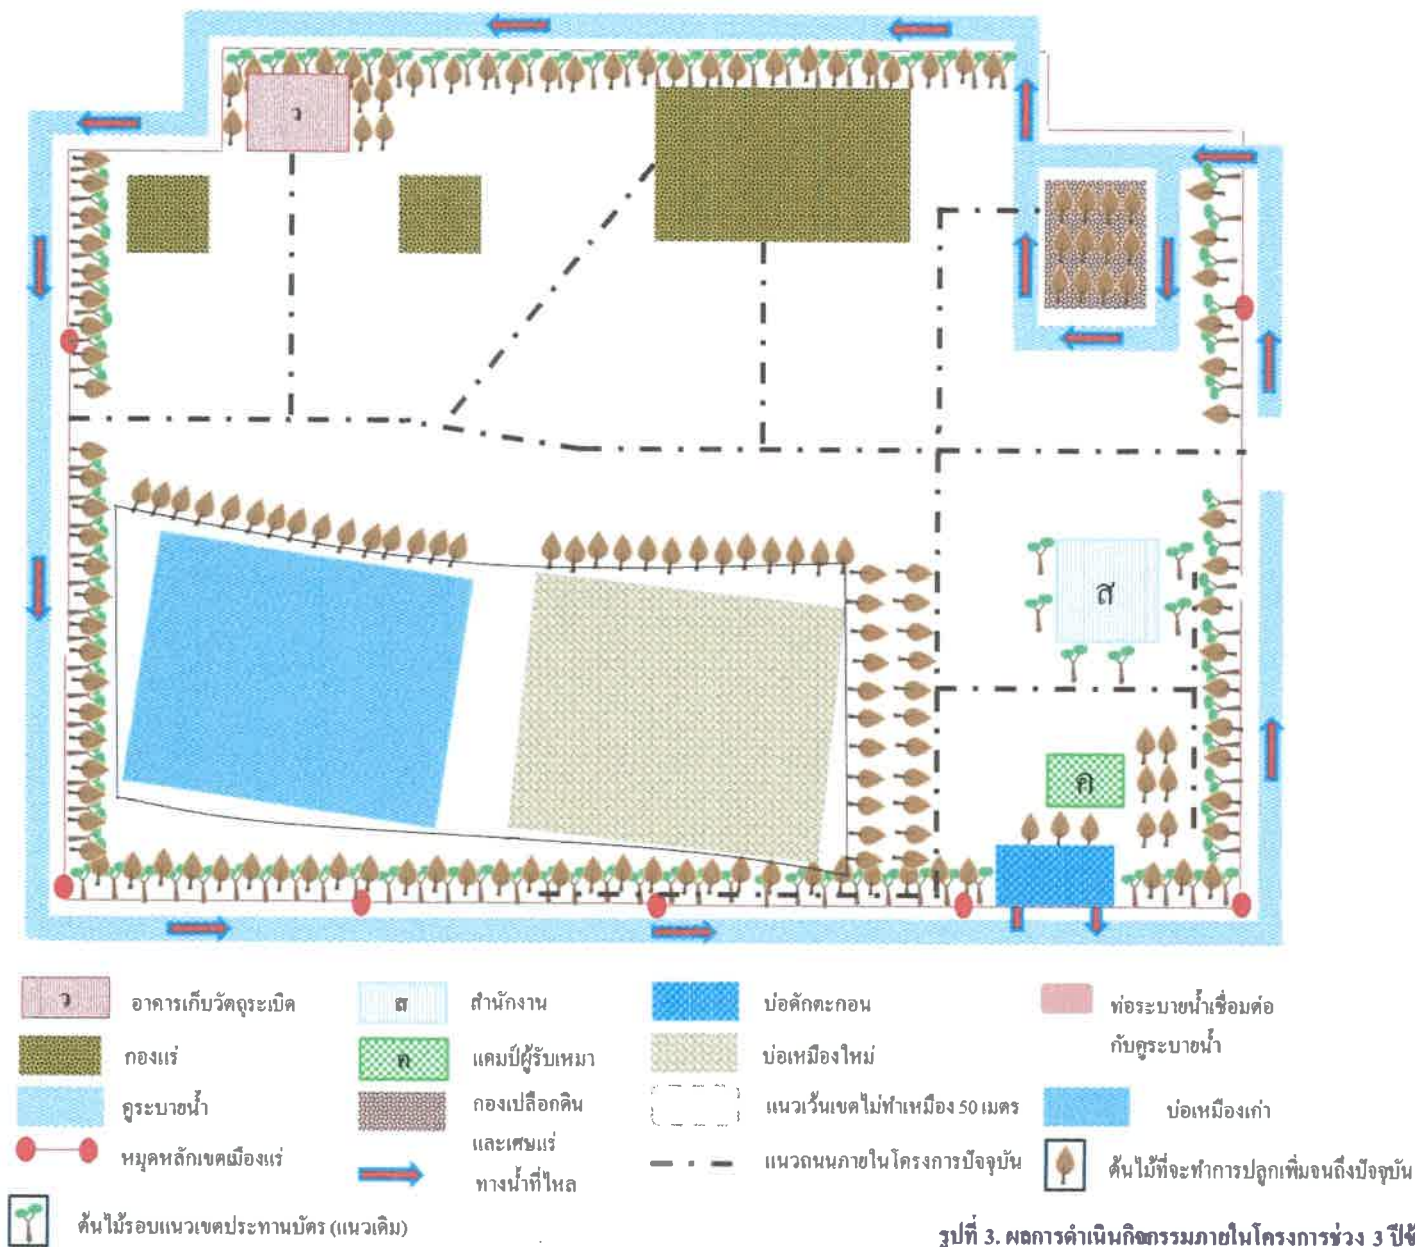 ว
ส
ค
ว อาคารเก็บวัตถุระเบิด
ส สำนักงาน
บ่อดักตะกอน
ท่อระบายน้ำเชื่อมต่อ
กับคูระบายน้ำ
กองแร่
ค แคมป์ผู้รับเหมา
บ่อเหมืองใหม่
คูระบายน้ำ
กองเปลือกดิน
และเศษแร่
แนวเว้นเขตไม่ทำเหมือง 50 เมตร
บ่อเหมืองเก่า
หมุดหลักเขตเมืองแร่
ทางน้ำที่ไหล
แนวถนนภายในโครงการปัจจุบัน
ต้นไม้ที่จะทำการปลูกเพิ่มจนถึงปัจจุบัน
ต้นไม้รอบแนวเขตประทานบัตร (แนวเดิม)
รูปที่ 3. ผลการดำเนินกิจกรรมภายในโครงการช่วง 3 ปี